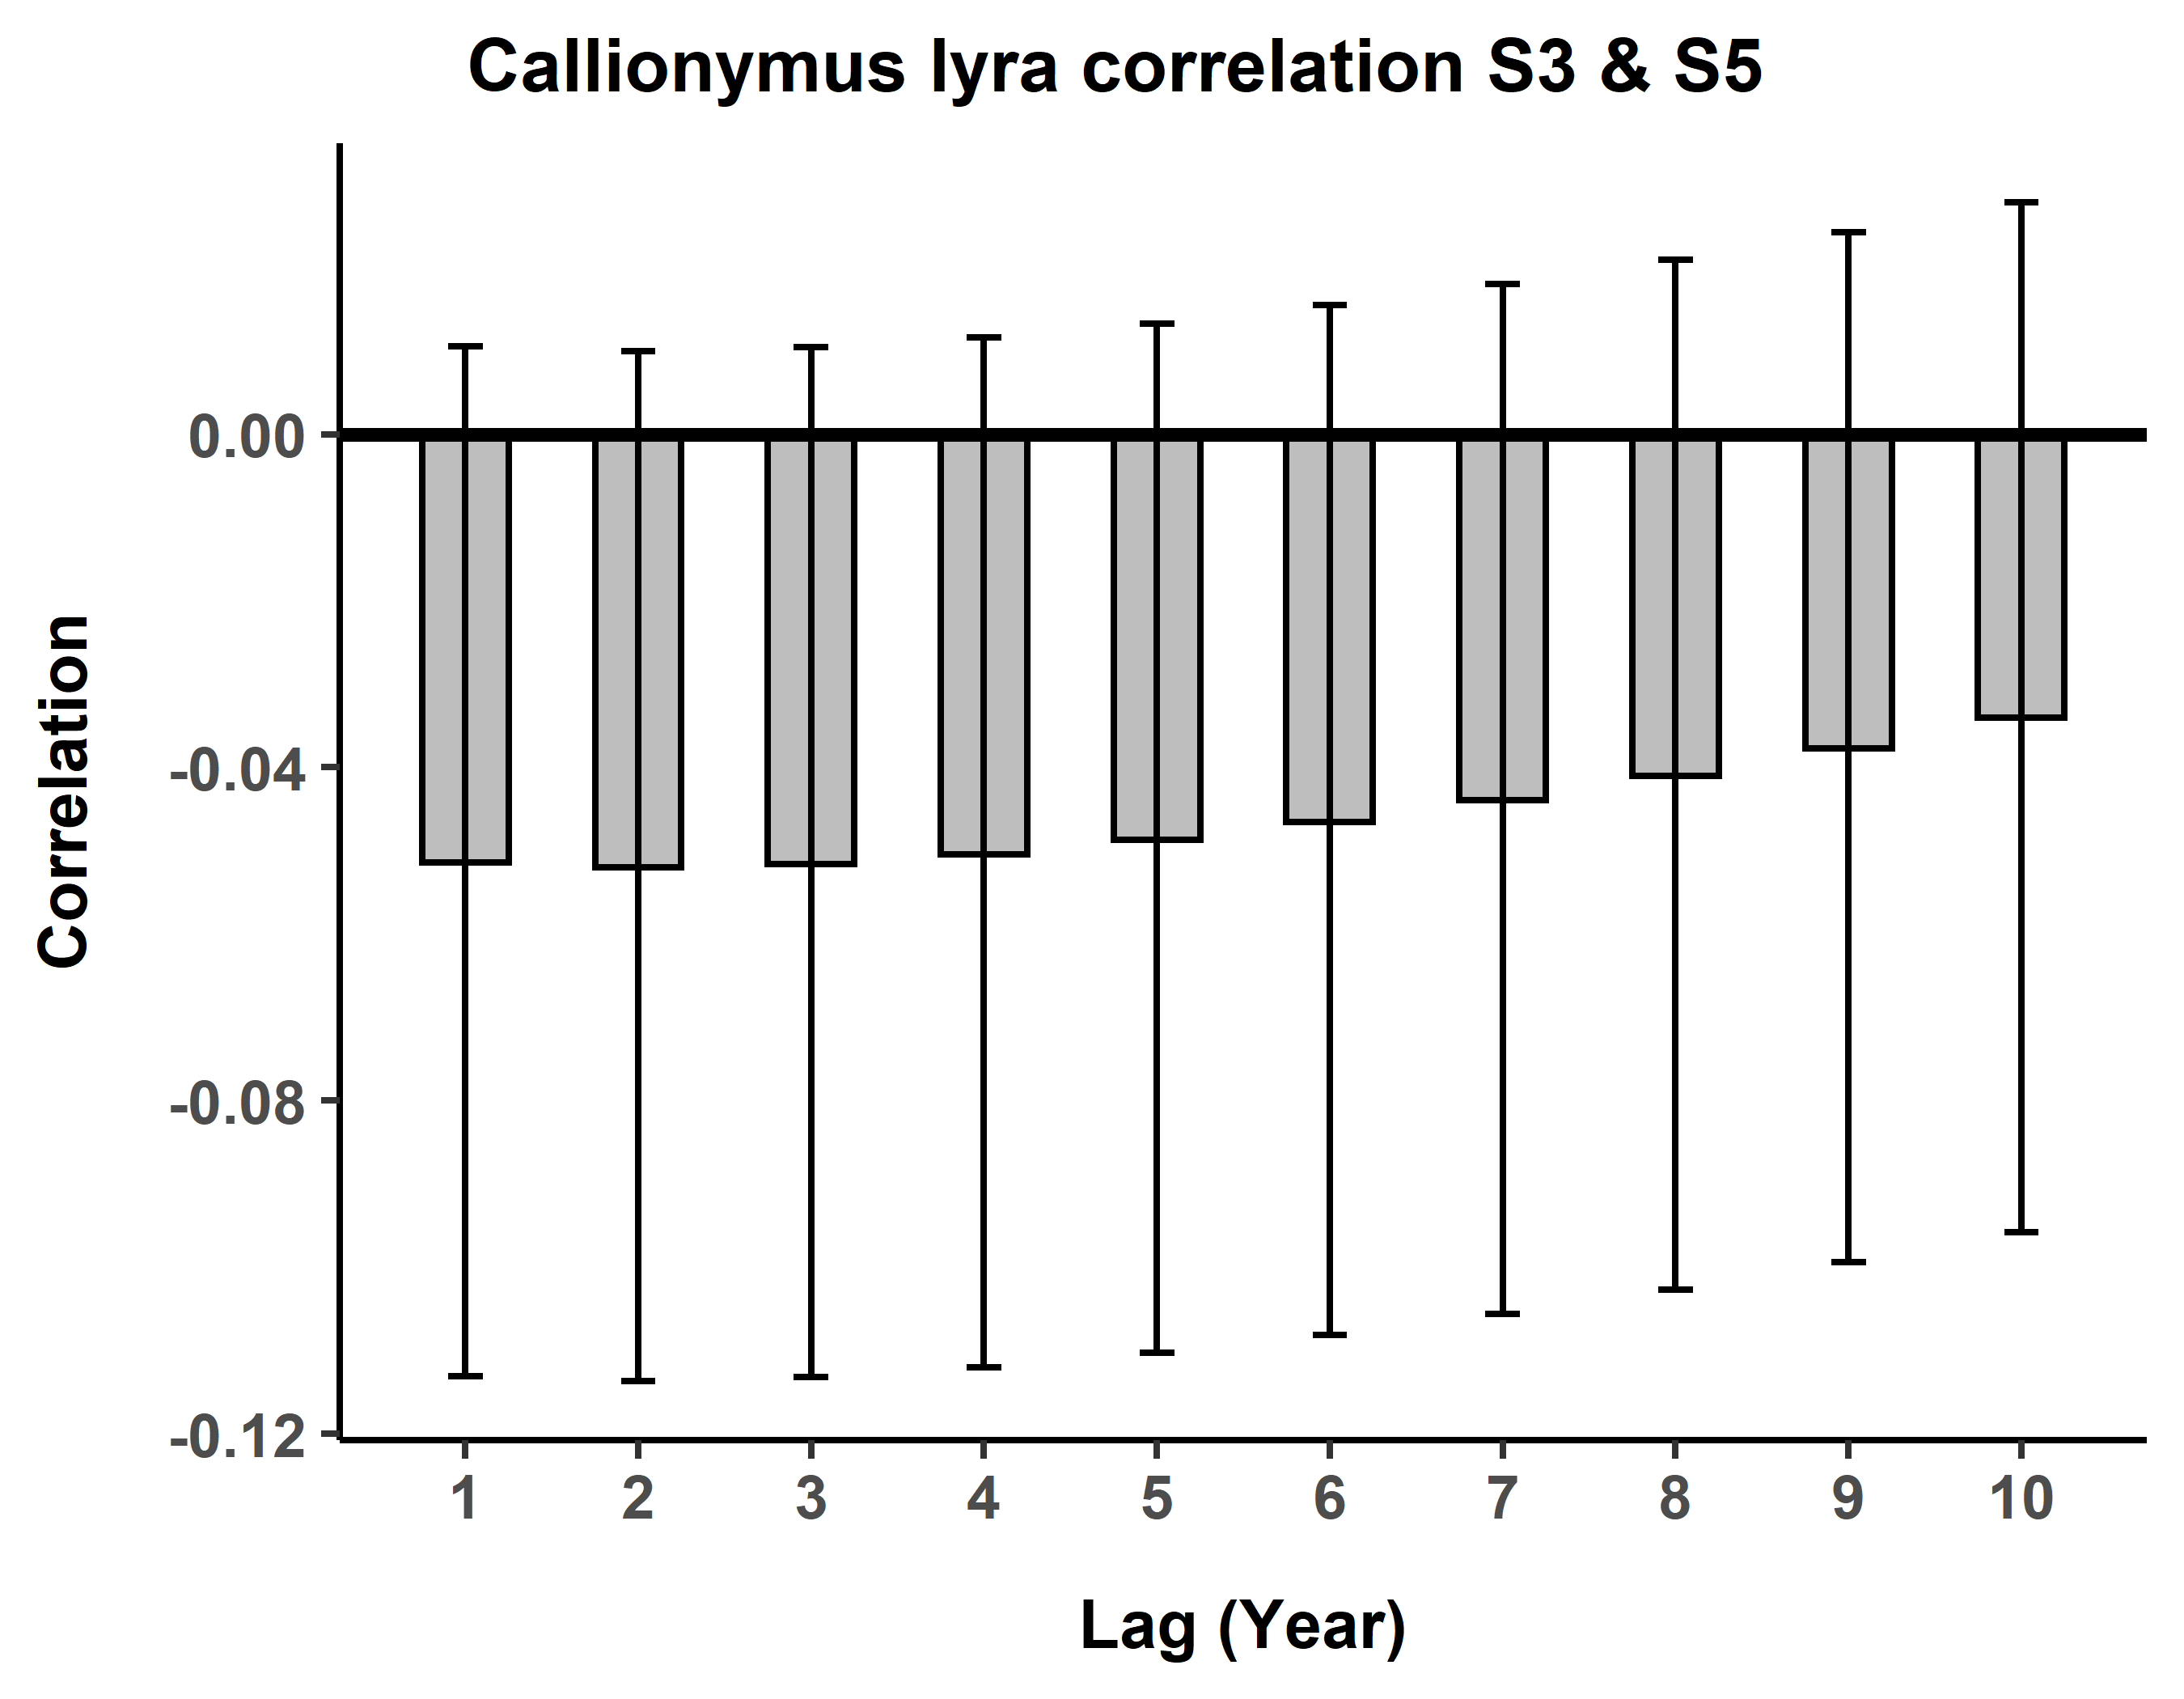 Callionymus lyra correlation S3 & S5
Correlation
0.00
-0.04
-0.08
-0.12
1 2 3 4 5 6 7 8 9 10
Lag (Year)